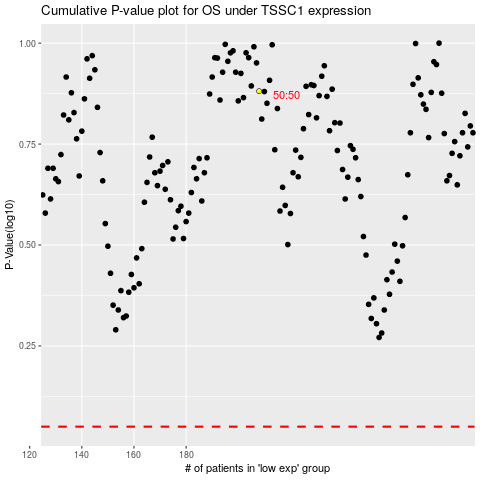 Cumulative P-value plot for OS under TSSC1 expression
P-Value(log10)
1.00
0.75
0.50
0.25
50:50
120 140 160 180
# of patients in 'low exp' group